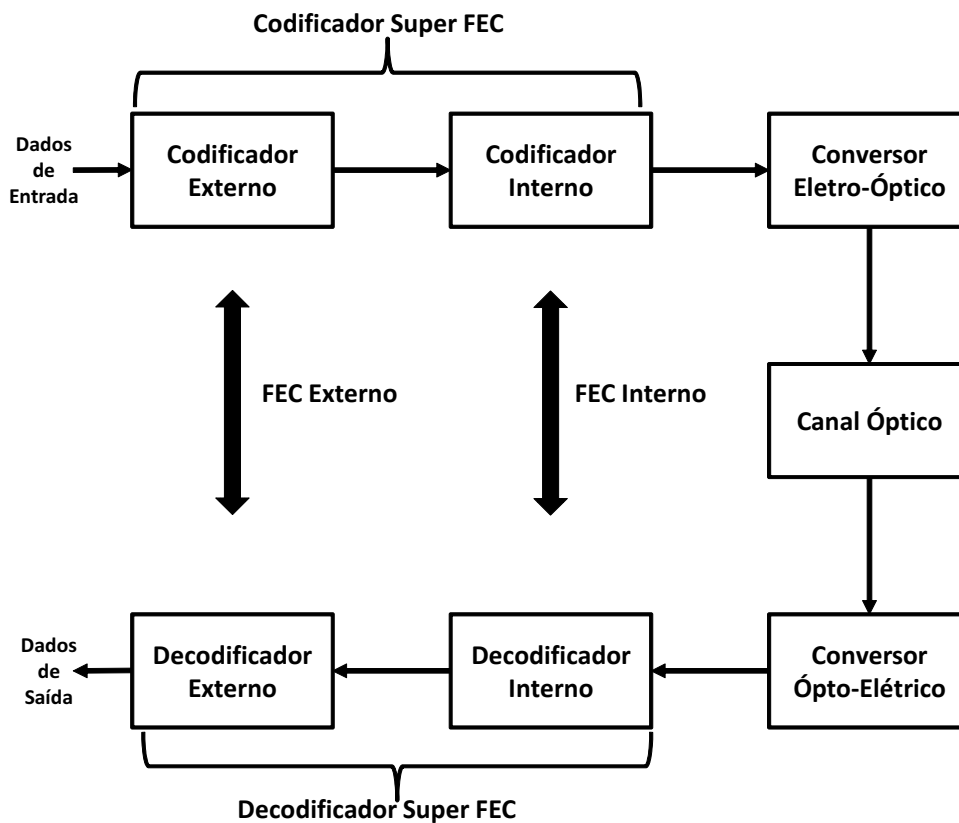 Codificador Super FEC
Dados
de
Entrada
Codificador
Externo
Codificador
Interno
Conversor
Eletro-Óptico
FEC Externo
FEC Interno
Canal Óptico
Dados
de
Saída
Decodificador
Externo
Decodificador
Interno
Conversor
Ópto-Elétrico
Decodificador Super FEC